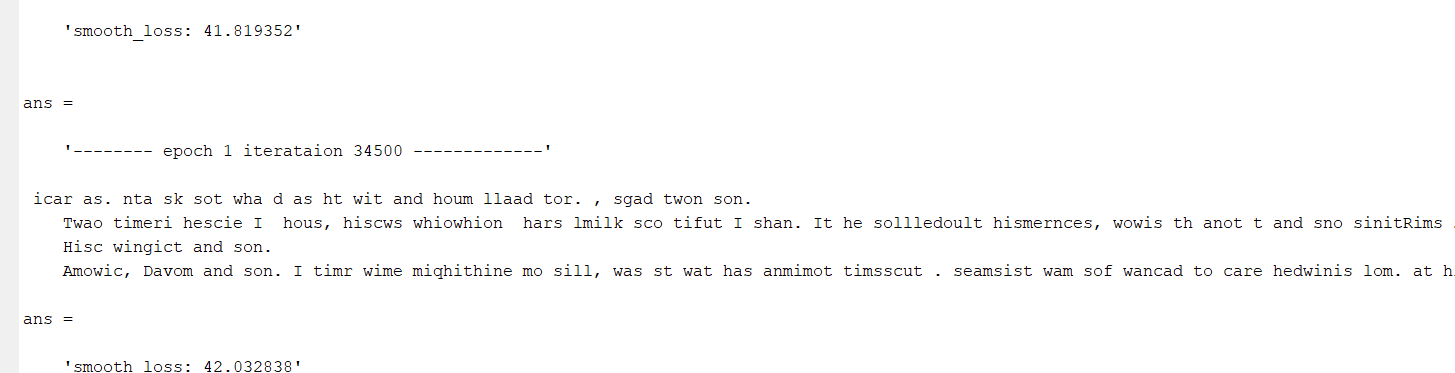 'smooth_loss: 41.819352'
ans =
'-------- epoch 1 iterataion 34500 -------------'
icar as. nta sk sot wha d as ht wit and houm llaad tor. , sgad twon son.
Twao timeri hescie I  hous, hiscws whiowhion  hars lmilk sco tifut I shan. It he sollledoult hismernces, wowis th anot t and sno sinitRims
Hisc wingict and son.
Amowic, Davom and son. I timr wime miqhithine mo sill, was st wat has anmimot timsscut . seamsist wam sof wancad to care hedwinis lom. at h
ans =
'smooth loss: 42.032838'